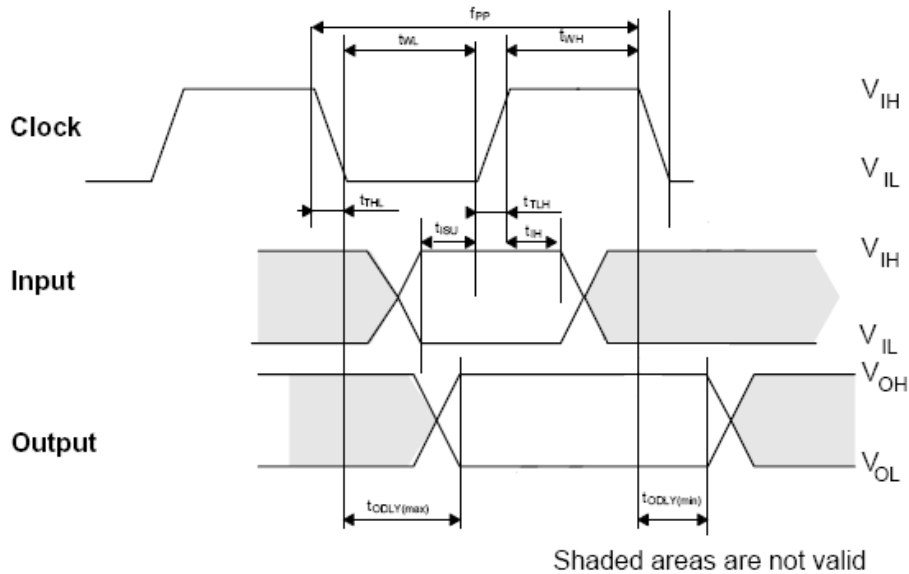 fPP
tWL
tWH
Clock
VIH
VIL
tTHL
tTLH
tISU
tIH
Input
VIH
VIL
Output
VOH
VOL
tODLY(max)
tODLY(min)
Shaded areas are not valid